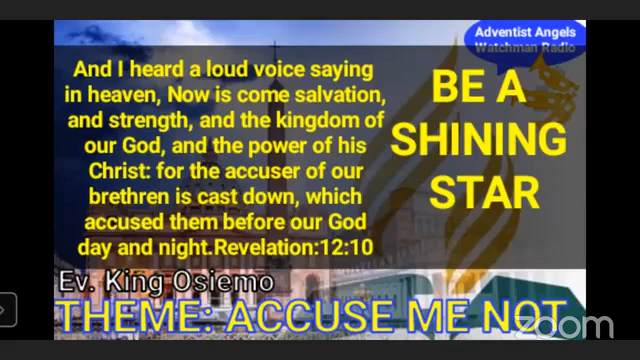 Adventist Angels
Watchman Radio
And I heard a loud voice saying
in heaven, Now is come salvation,
and strength, and the kingdom of
our God, and the power of his
Christ: for the accuser of our
brethren is cast down, which
accused them before our God
day and night.Revelation:12:10
BE A
SHINING
STAR
Ev. King Osiemo
THEME: ACCUSE ME NOT
zoom